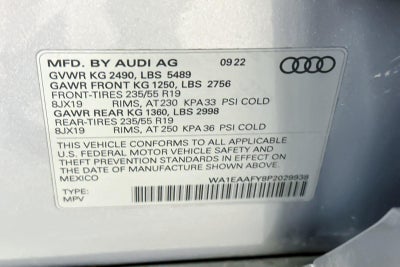 MFD. BY AUDI AG 09 22
GVWR KG 2490, LBS 5489
GAWR FRONT KG 1250, LBS 2756
FRONT-TIRES 235/55 R19
8JX19 RIMS, AT 230 KPA 33 PSI COLD
GAWR REAR KG 1360, LBS 2998
REAR-TIRES 235/55 R19
8JX19 RIMS, AT 250 KPA 36 PSI COLD
THIS VEHICLE CONFORMS TO ALL APPLICABLE
U.S. FEDERAL MOTOR VEHICLE SAFETY, BUMPER, AND
THEFT PREVENTION STANDARDS IN EFFECT ON
THE DATE OF MANUFACTURE SHOWN ABOVE.
MEXICO
TYPE:
MPV
WA1EAAFY8P2029938